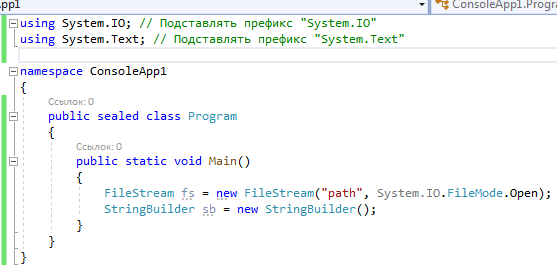 App1
ConsoleApp1.Progra
using System.IO; // Подставлять префикс "System.IO"
using System.Text; // Подставлять префикс "System.Text"
namespace ConsoleApp1
{
Ссылок: 0
public sealed class Program
{
Ссылок: 0
public static void Main()
{
FileStream fs = new FileStream("path", System.IO.FileMode.Open);
StringBuilder sb = new StringBuilder();
}
}
}